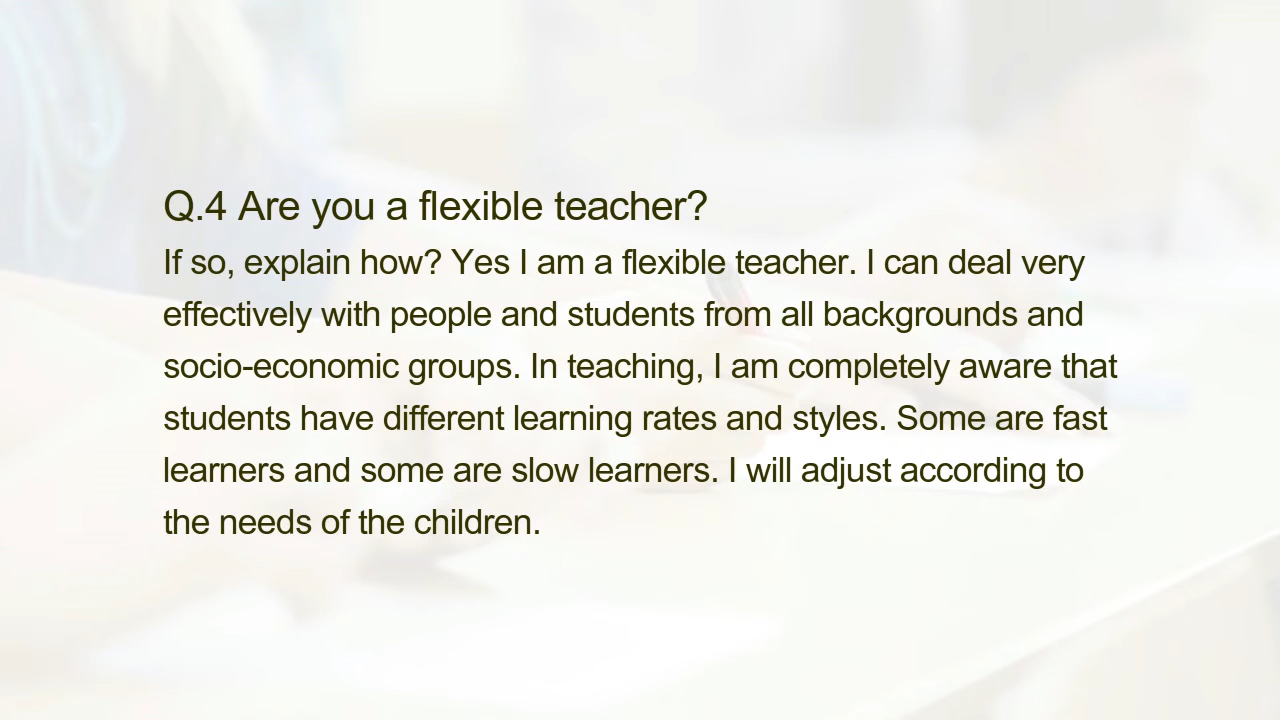 Q.4 Are you a flexible teacher?
If so, explain how? Yes I am a flexible teacher. I can deal very
effectively with people and students from all backgrounds and
socio-economic groups. In teaching, I am completely aware that
students have different learning rates and styles. Some are fast
learners and some are slow learners. I will adjust according to
the needs of the children.